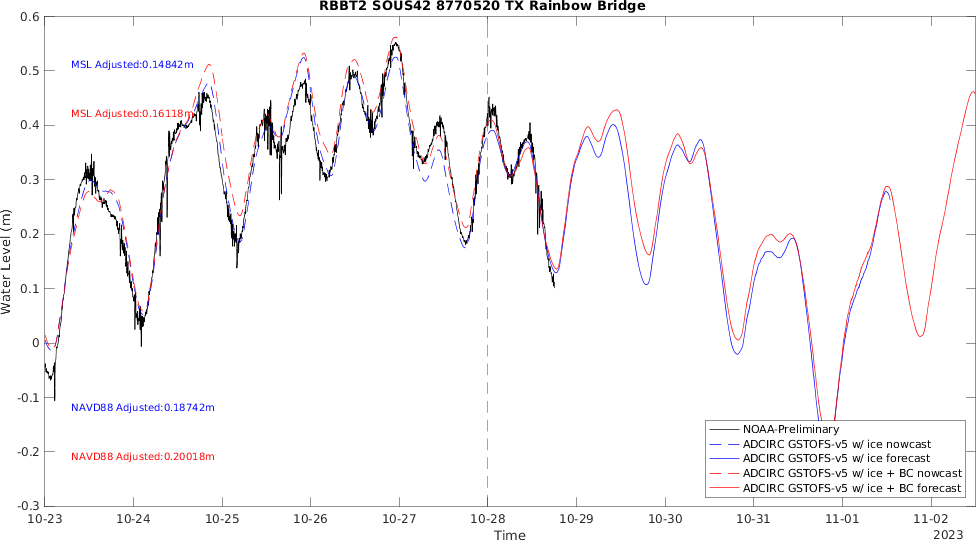 RBBT2 SOUS42 8770520 TX Rainbow Bridge
0.6
0.5
0.4
0.3
0.2
0.1
0
-0.1
-0.2
-0.3
Water Level (m)
MSL Adjusted:0.14842m
MSL Adjusted:0.16118m
NAVD88 Adjusted:0.18742m
NAVD88 Adjusted:0.20018m
NOAA-Preliminary
ADCIRC GSTOFS-v5 w/ ice nowcast
ADCIRC GSTOFS-v5 w/ ice forecast
ADCIRC GSTOFS-v5 w/ ice + BC nowcast
ADCIRC GSTOFS-v5 w/ ice + BC forecast
10-23 10-24 10-25 10-26 10-27 10-28 10-29 10-30 10-31 11-01 11-02
Time
2023